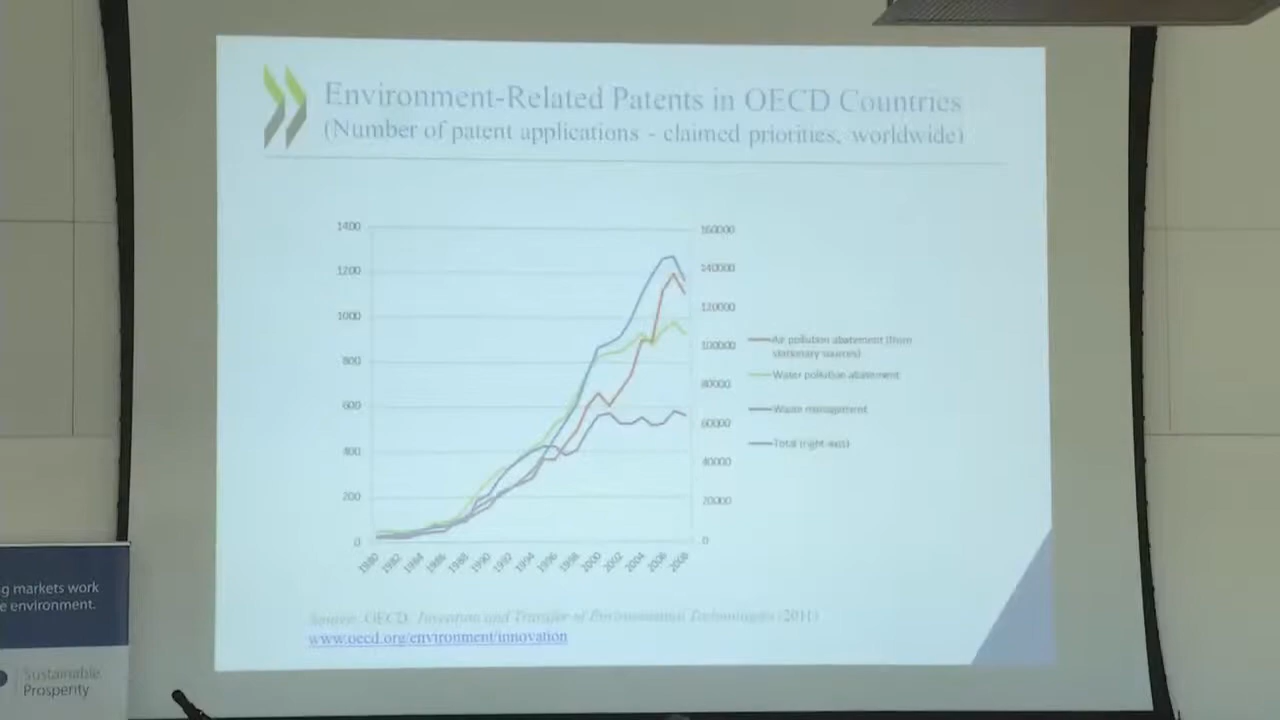 Environment-Related Patents in OECD Countries
(Number of patent applications - claimed priorities, worldwide)
1400
1200
1000
800
600
400
200
0
160000
140000
120000
100000
80000
60000
40000
20000
0
1980
1982
1984
1986
1988
1990
1992
1994
1996
1998
2000
2002
2004
2006
2008
Air pollution abatement (from
stationary sources)
Water pollution abatement
Waste management
Total (right axis)
Source: OECD, Invention and Transfer of Environmental Technologies (2011)
www.oecd.org/environment/innovation
g markets work
e environment.
Sustainable
Prosperity